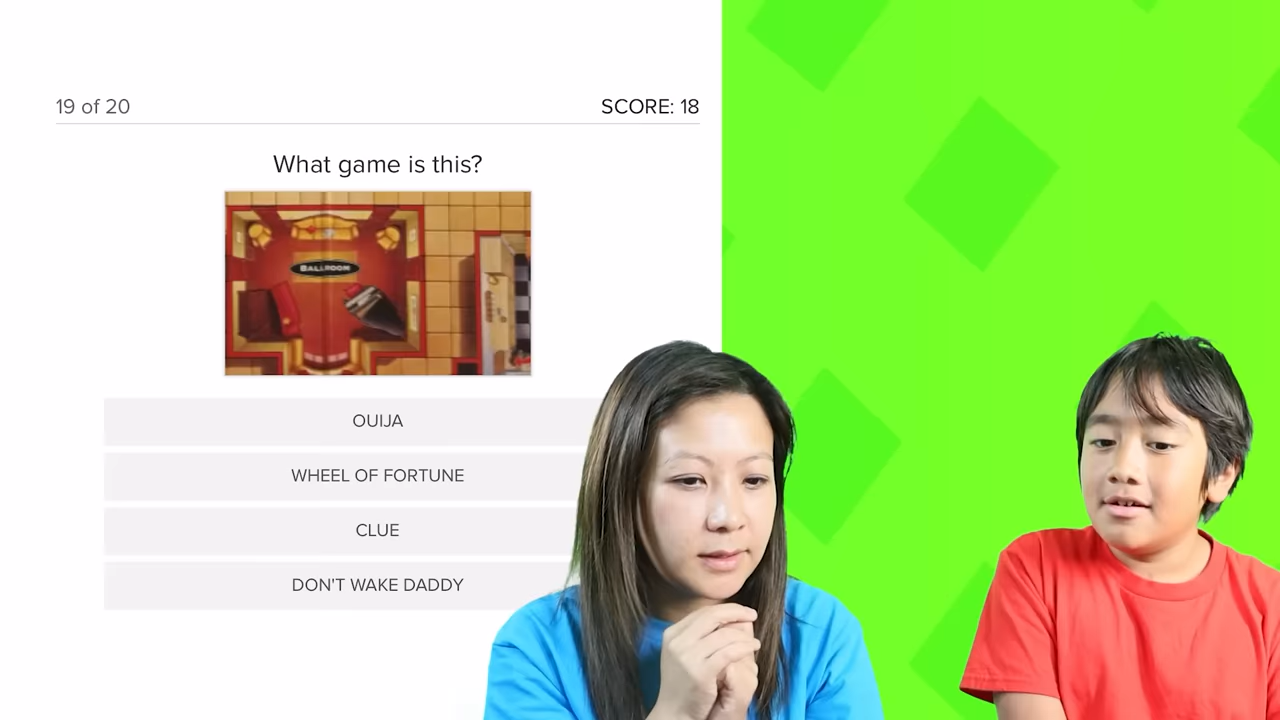 19 of 20
SCORE: 18
What game is this?
BALLROOM
OUIJA
WHEEL OF FORTUNE
CLUE
DON'T WAKE DADDY